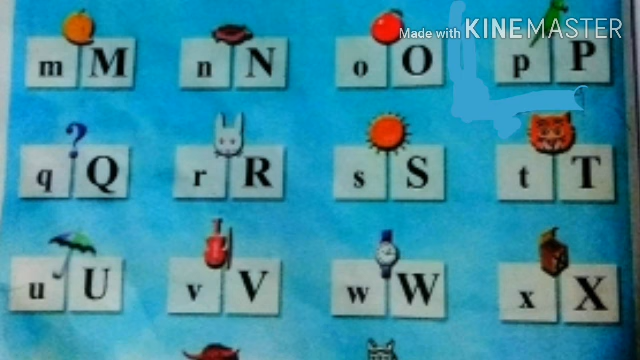 Made with KINEMASTER
m M n N o O p P
? 
q Q r R s S t T
u U v V w W x X